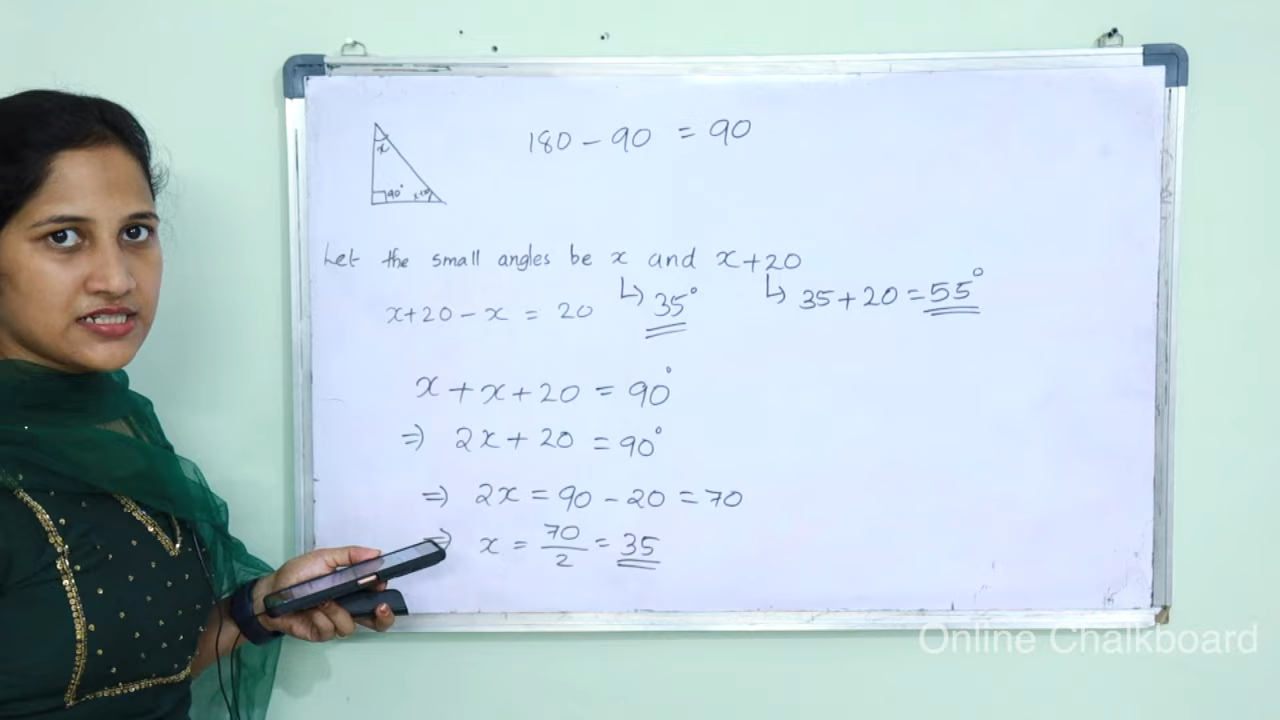 180 - 90 = 90
x
90° x+20
Let the small angles be x and x+20
x+20 - x = 20 ↳ 35° ↳ 35+20 = 55°
x + x + 20 = 90°
⇒ 2x + 20 = 90°
⇒ 2x = 90 - 20 = 70
⇒ x = 70/2 = 35
Online Chalkboard